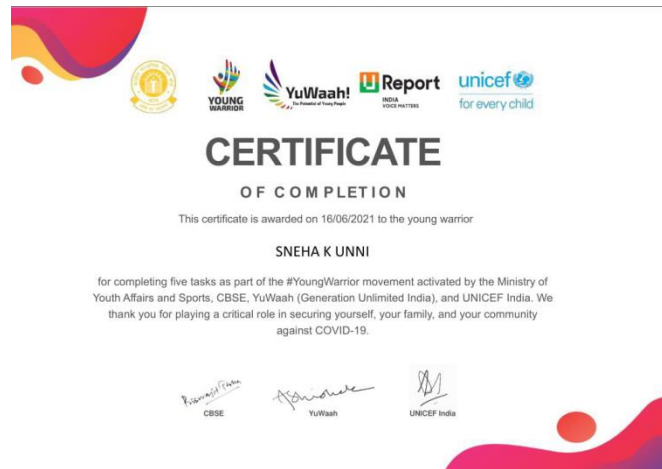 YOUNG
WARRIOR
YuWaah!
The Potential of Young People
U Report
INDIA
VOICE MATTERS
unicef
for every child
CERTIFICATE
OF COMPLETION
This certificate is awarded on 16/06/2021 to the young warrior
SNEHA K UNNI
for completing five tasks as part of the #YoungWarrior movement activated by the Ministry of
Youth Affairs and Sports, CBSE, YuWaah (Generation Unlimited India), and UNICEF India. We
thank you for playing a critical role in securing yourself, your family, and your community
against COVID-19.
CBSE
YuWaah
UNICEF India